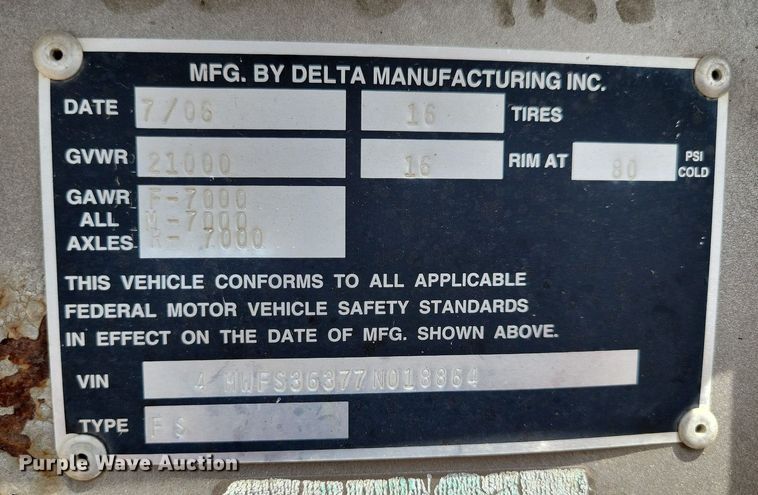 MFG. BY DELTA MANUFACTURING INC.
DATE 7/06 16 TIRES
GVWR 21000 16 RIM AT 80 PSI COLD
GAWR F-7000
ALL M-7000
AXLES R- 7000
THIS VEHICLE CONFORMS TO ALL APPLICABLE
FEDERAL MOTOR VEHICLE SAFETY STANDARDS
IN EFFECT ON THE DATE OF MFG. SHOWN ABOVE.
VIN 4 MWFS36377N018864
TYPE FS
Purple Wave Auction